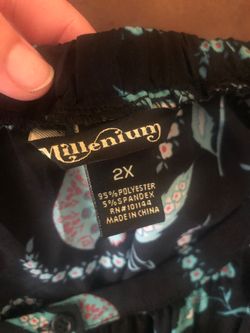 Millenium
2X
95% POLYESTER
5% SPANDEX
RN#101144
MADE IN CHINA